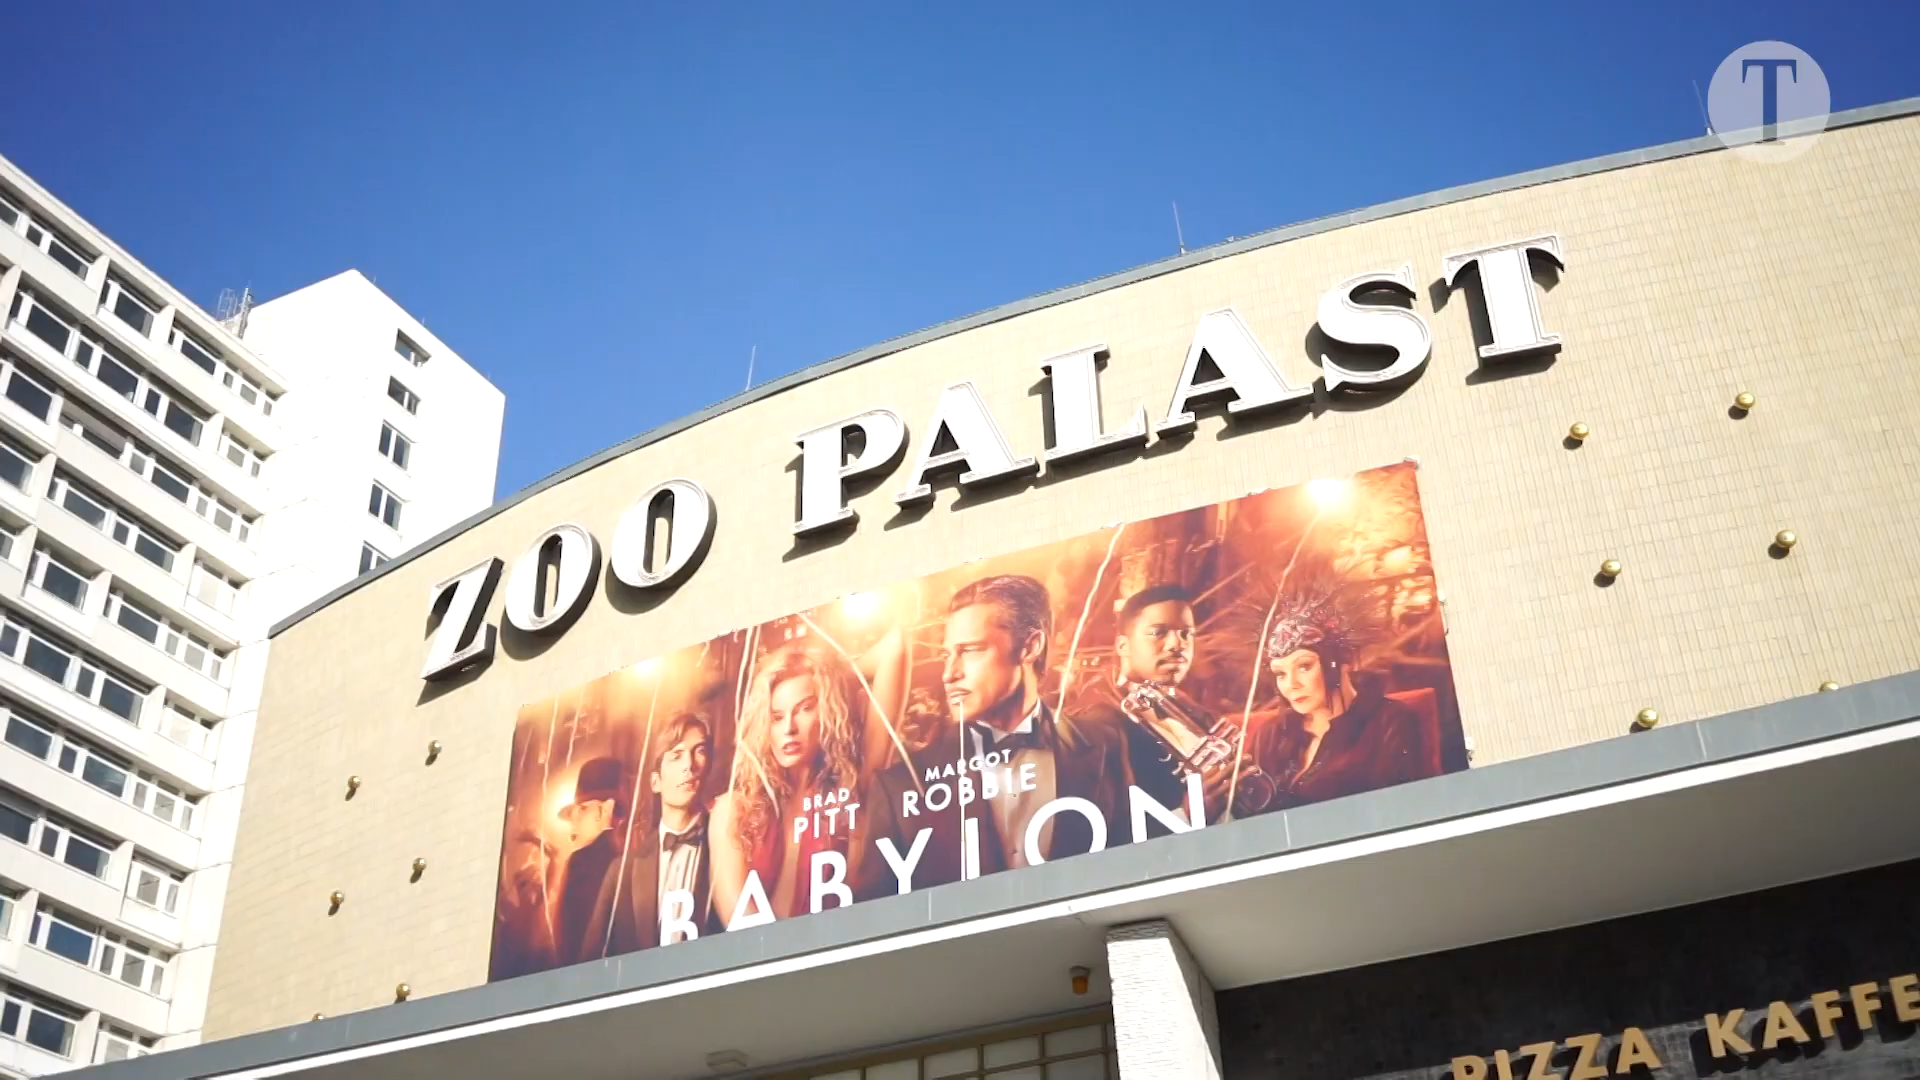 T
ZOO PALAST
BRAD
PITT
MARGOT
ROBBIE
BABYLON
PIZZA KAFFE